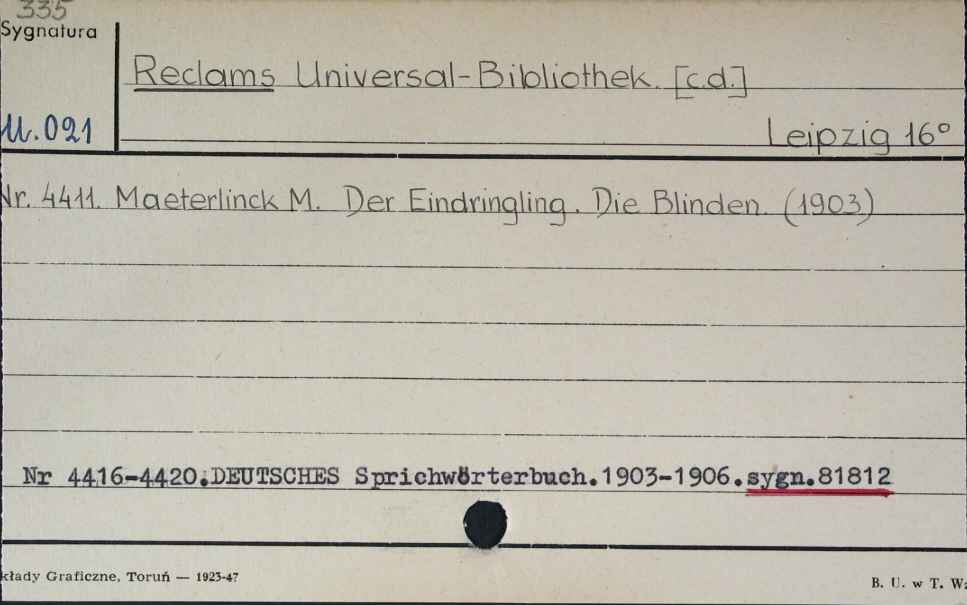 335
Sygnatura
Reclams Universal-Bibliothek. [c.d.]
U.021
Leipzig 16°
Nr. 4411. Maeterlinck M. Der Eindringling. Die Blinden. (1903)
Nr 4416-4420.DEUTSCHES Sprichwörterbuch.1903-1906.sygn.81812
kłady Graficzne, Toruń — 1923-47
B. U. w T. Wz